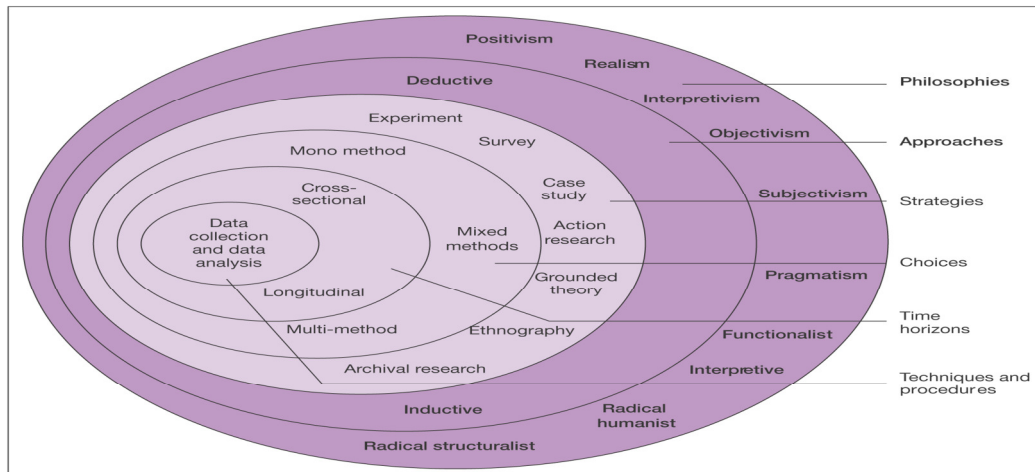 Positivism
Realism
Philosophies
Deductive
Interpretivism
Experiment
Objectivism
Approaches
Survey
Mono method
Case
study
Subjectivism
Strategies
Cross-
sectional
Data
collection
and data
analysis
Mixed
methods
Action
research
Choices
Grounded
theory
Pragmatism
Longitudinal
Time
horizons
Multi-method
Ethnography
Functionalist
Archival research
Interpretive
Techniques and
procedures
Inductive
Radical
humanist
Radical structuralist